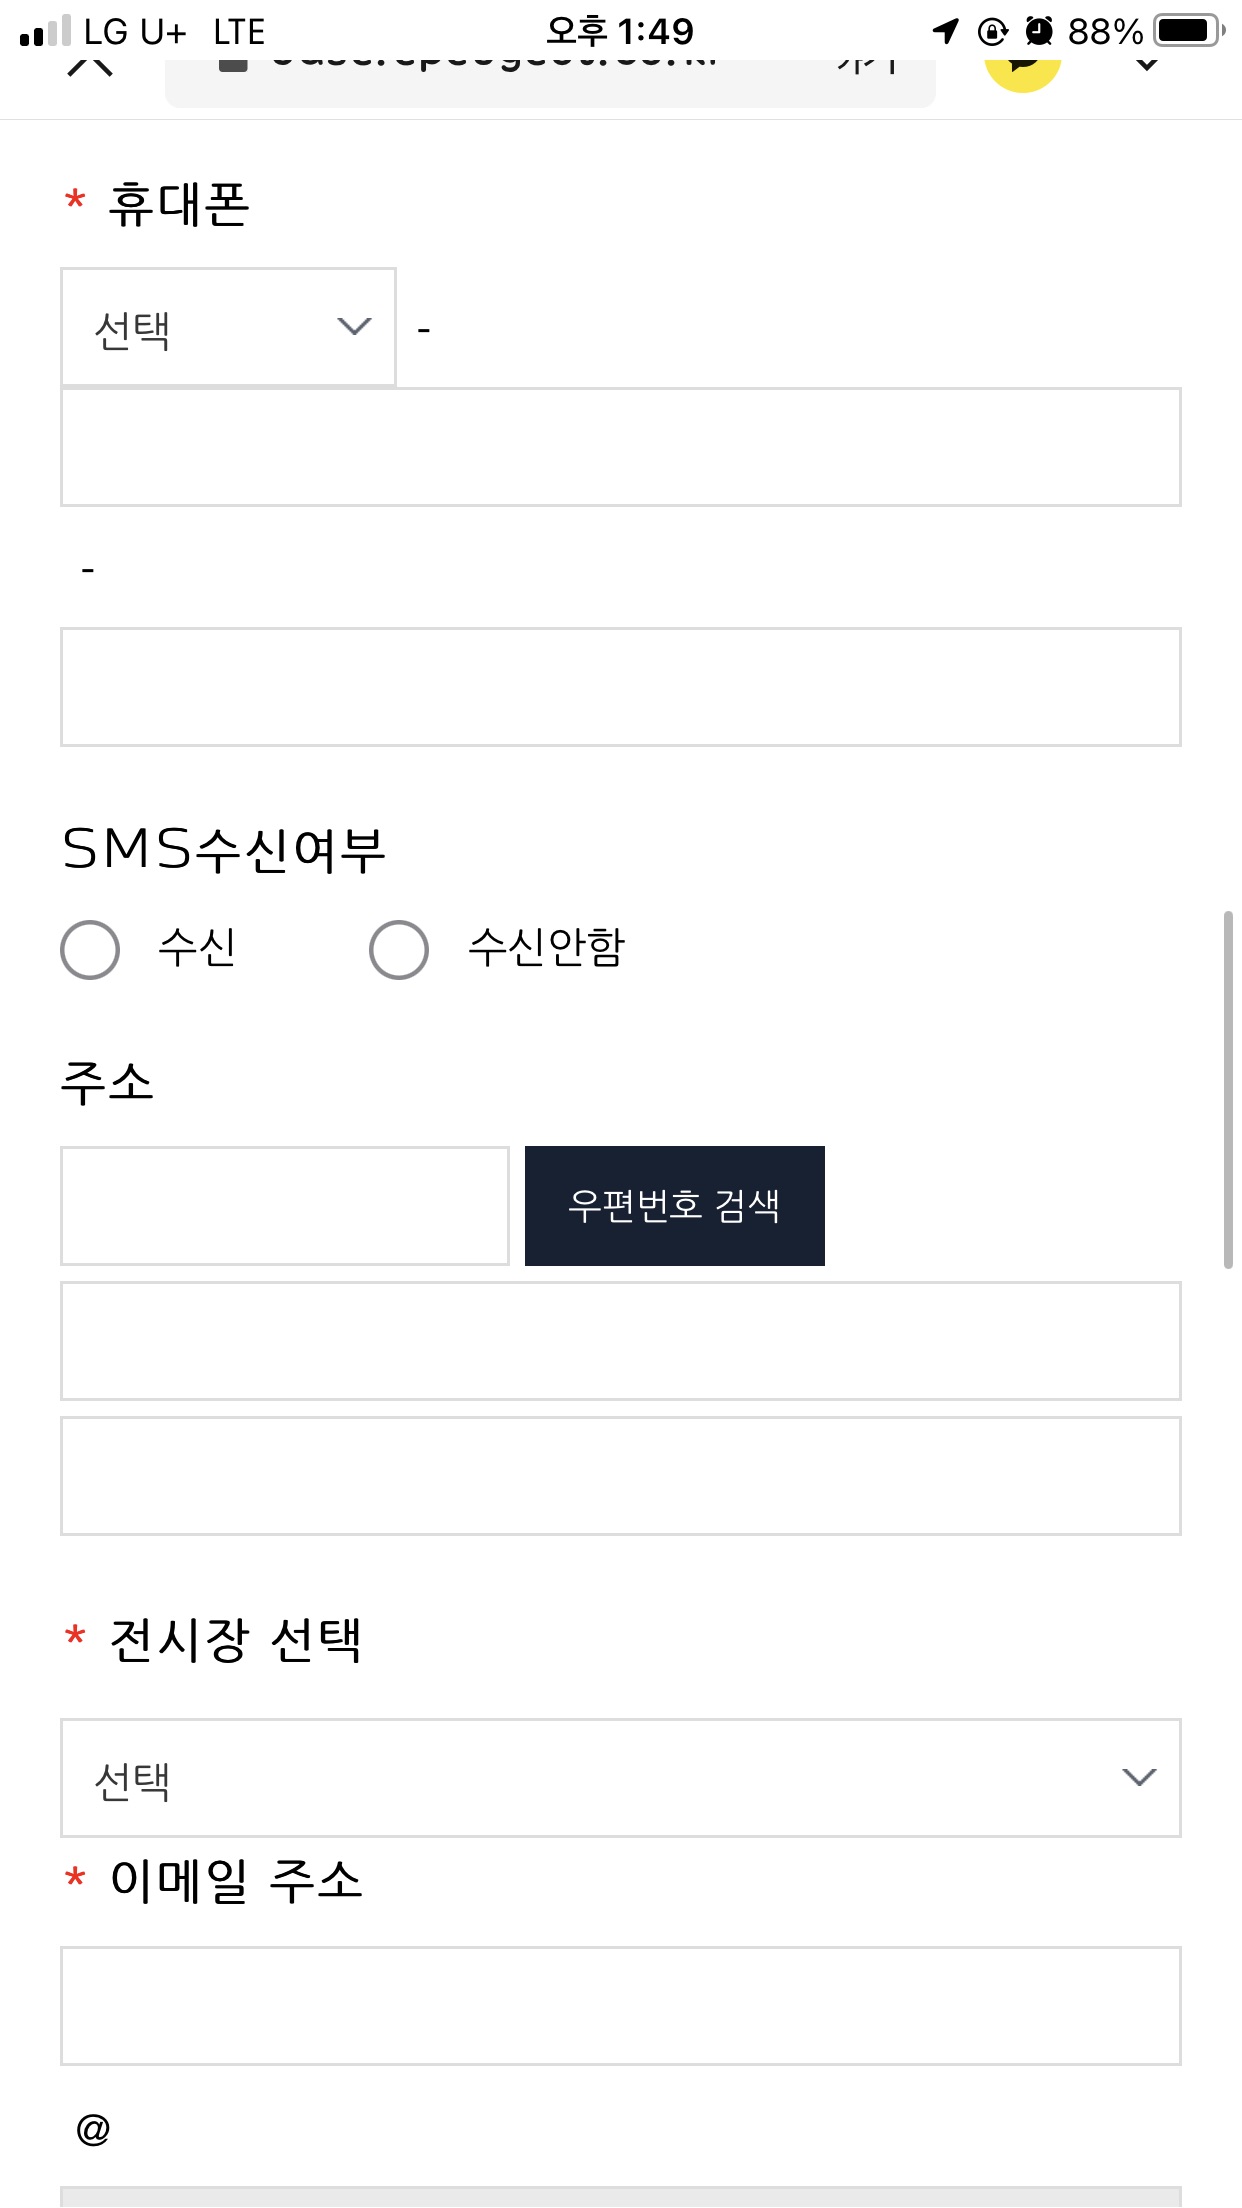 LG U+ LTE 오후 1:49 88%
* 휴대폰
선택 -
-
SMS수신여부
수신 수신안함
주소
우편번호 검색
* 전시장 선택
선택
* 이메일 주소
@